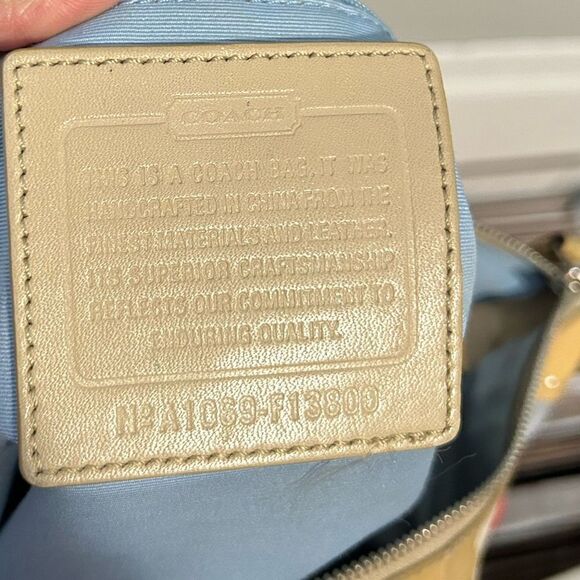 COACH
THIS IS A COACH BAG. IT WAS
HANDCRAFTED IN CHINA FROM THE
FINEST MATERIALS AND LEATHER.
ITS SUPERIOR CRAFTSMANSHIP
REFLECTS OUR COMMITMENT TO
ENDURING QUALITY.
Nº A1069-F13809